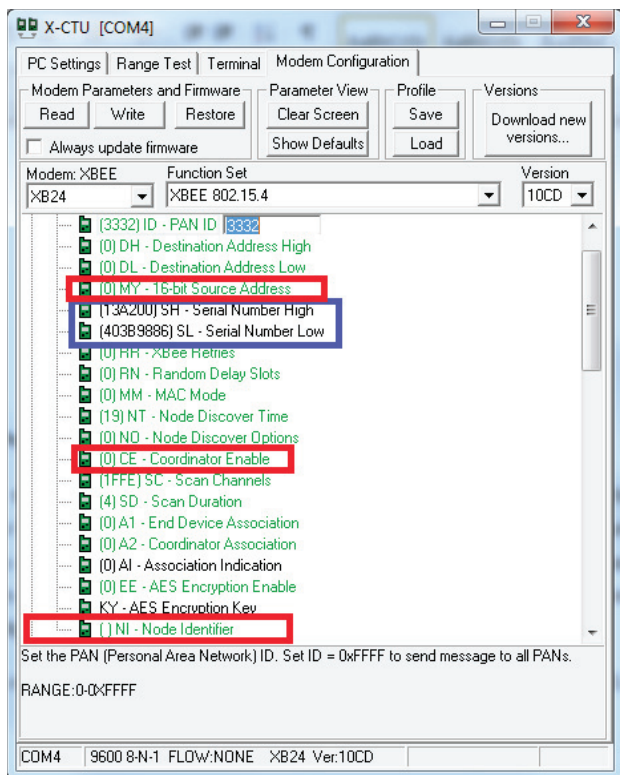 X-CTU [COM4]
PC Settings Range Test Terminal Modem Configuration
Modem Parameters and Firmware Parameter View Profile Versions
Read Write Restore Clear Screen Save Download new versions...
Always update firmware Show Defaults Load
Modem: XBEE Function Set Version
XB24 XBEE 802.15.4 10CD
(3332) ID - PAN ID 3332
(0) DH - Destination Address High
(0) DL - Destination Address Low
(0) MY - 16-bit Source Address
(13A200) SH - Serial Number High
(403B9886) SL - Serial Number Low
(0) RR - XBee Retries
(0) RN - Random Delay Slots
(0) MM - MAC Mode
(19) NT - Node Discover Time
(0) NO - Node Discover Options
(0) CE - Coordinator Enable
(1FFE) SC - Scan Channels
(4) SD - Scan Duration
(0) A1 - End Device Association
(0) A2 - Coordinator Association
(0) AI - Association Indication
(0) EE - AES Encryption Enable
KY - AES Encryption Key
( ) NI - Node Identifier
Set the PAN (Personal Area Network) ID. Set ID = 0xFFFF to send message to all PANs.
RANGE:0-0XFFFF
COM4 9600 8-N-1 FLOW:NONE XB24 Ver:10CD